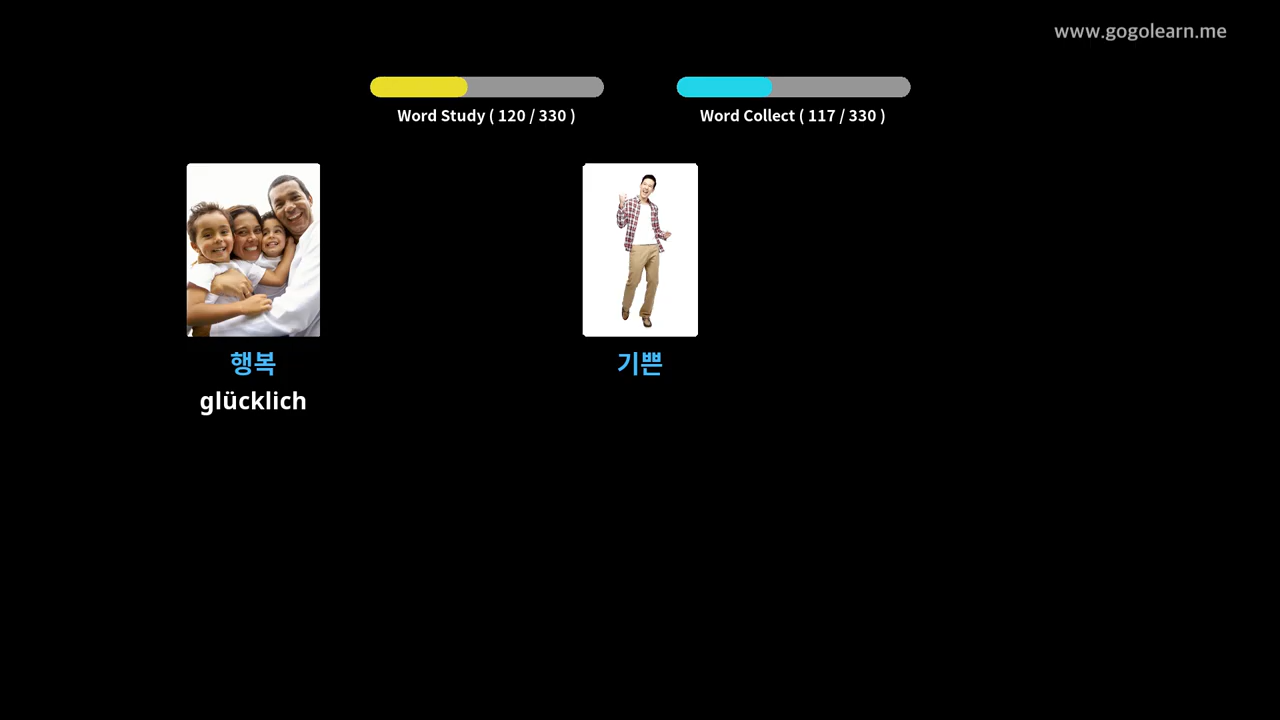 www.gogolearn.me
Word Study ( 120 / 330 )
Word Collect ( 117 / 330 )
행복
glücklich
기쁜